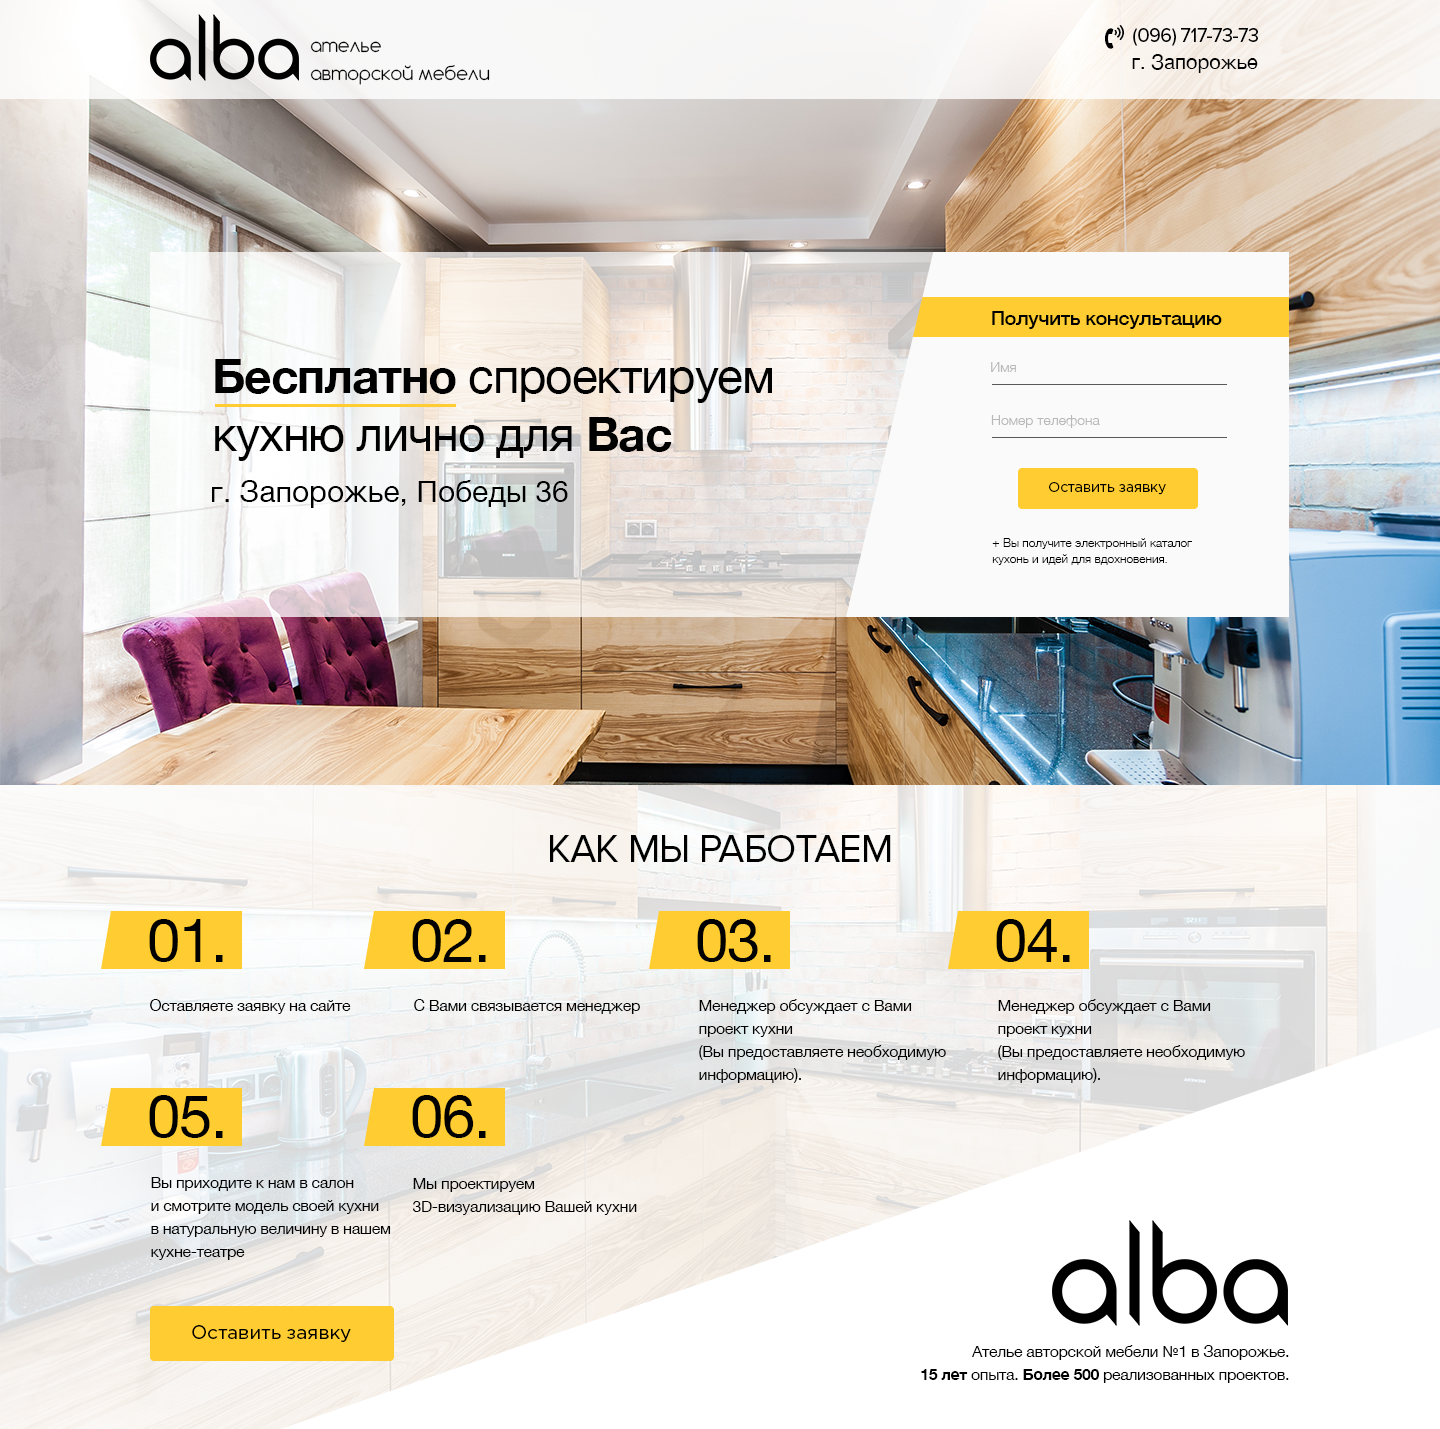 alba ателье
авторской мебели
(096) 717-73-73
г. Запорожье
Бесплатно спроектируем
кухню лично для Вас
г. Запорожье, Победы 36
Получить консультацию
Имя
Номер телефона
Оставить заявку
+ Вы получите электронный каталог
кухонь и идей для вдохновения.
КАК МЫ РАБОТАЕМ
01.
Оставляете заявку на сайте
02.
С Вами связывается менеджер
03.
Менеджер обсуждает с Вами
проект кухни
(Вы предоставляете необходимую
информацию).
04.
Менеджер обсуждает с Вами
проект кухни
(Вы предоставляете необходимую
информацию).
05.
Вы приходите к нам в салон
и смотрите модель своей кухни
в натуральную величину в нашем
кухне-театре
06.
Мы проектируем
3D-визуализацию Вашей кухни
Оставить заявку
alba
Ателье авторской мебели №1 в Запорожье.
15 лет опыта. Более 500 реализованных проектов.